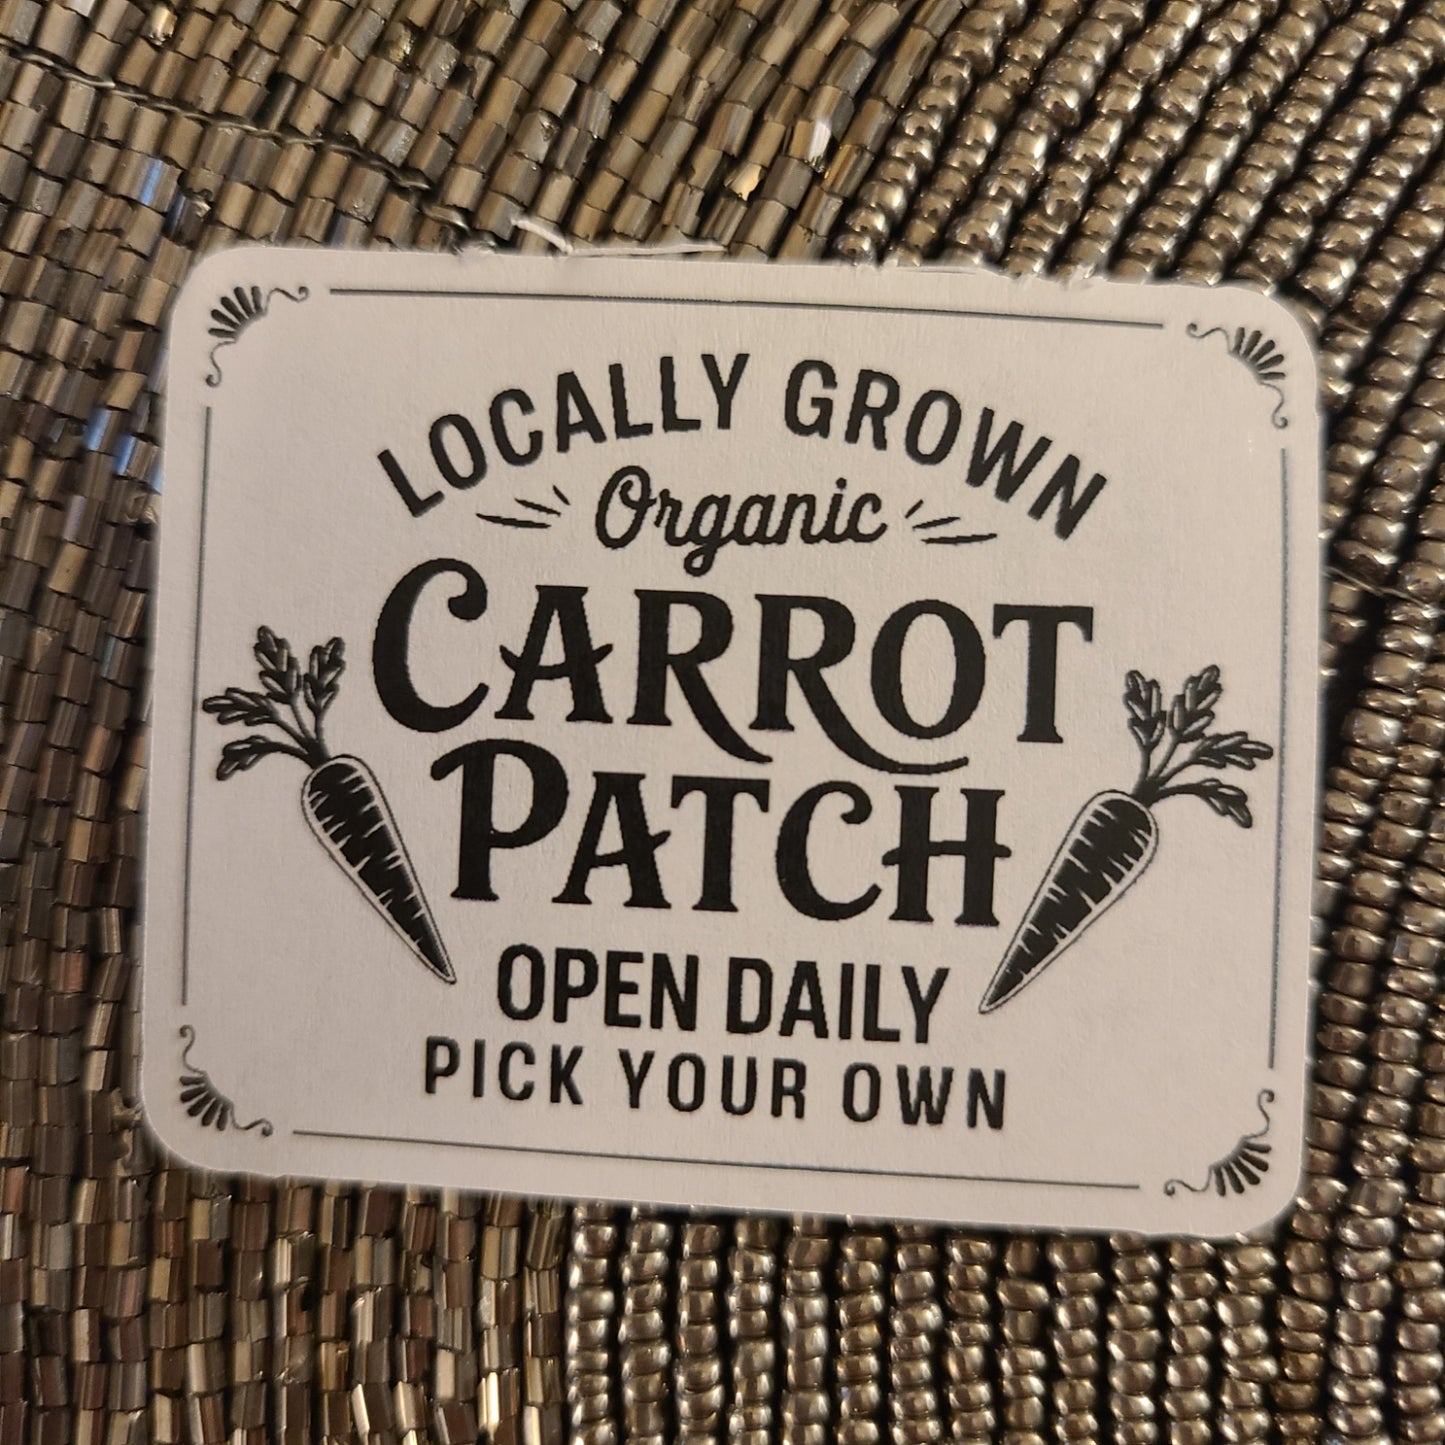 LOCALLY GROWN
Organic
CARROT
PATCH
OPEN DAILY
PICK YOUR OWN